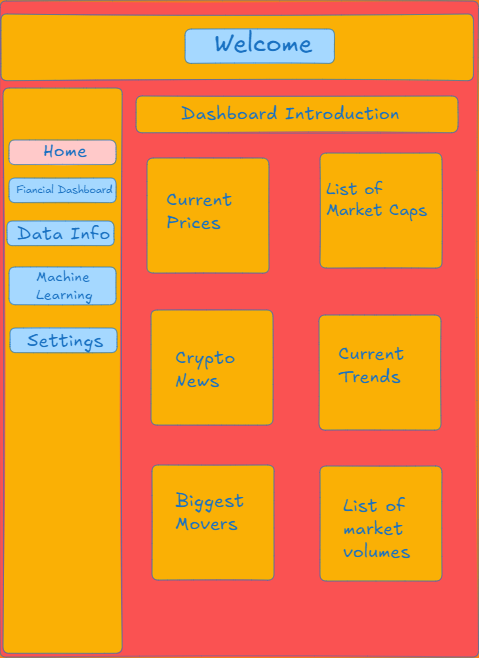 Welcome
Dashboard Introduction
Home
Fiancial Dashboard
Data Info
Machine
Learning
Settings
Current
Prices
List of
Market Caps
Crypto
News
Current
Trends
Biggest
Movers
List of
market
volumes